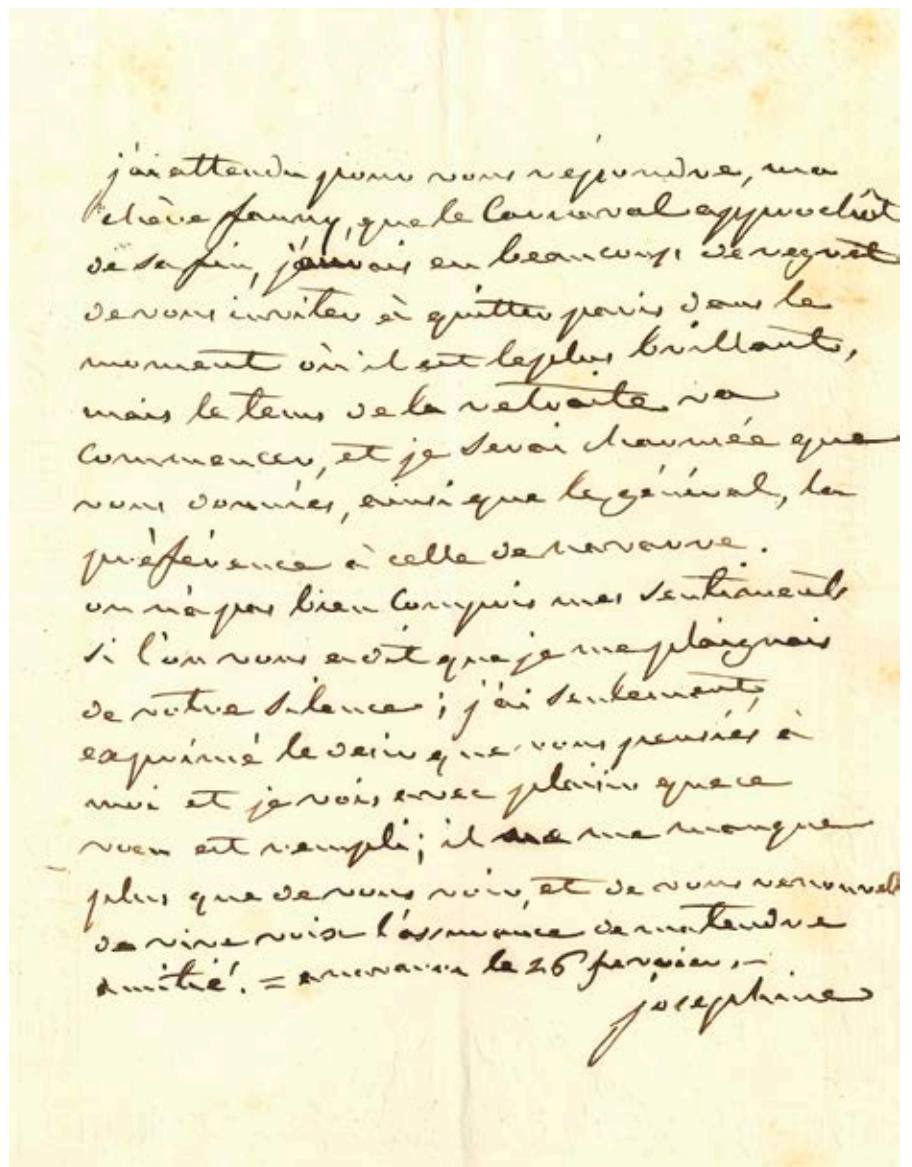 j'ai attendu pour vous répondre, ma
chère fanny, que le Carnaval approchât
de sa fin, j'aurois eu beaucoup de regret
de vous inviter à quitter paris dans le
moment où il est le plus brillant,
mais le tems de la retraite va
commencer, et je serai charmée que
vous donniés, ainsi que le général, la
préférence à celle de navarre.
on n'a pas bien compris mes sentiments
si l'on vous a dit que je me plaignais
de votre silence ; j'ai seulement
exprimé le desir que vous pensiés à
moi et je vois avec plaisir que ce
voeu est rempli ; il ne me manque
plus que de vous voir, et de vous renouveller
de vive voix l'assurance de ma tendre
amitié. = a navarre le 26 fevrier. –
josephine